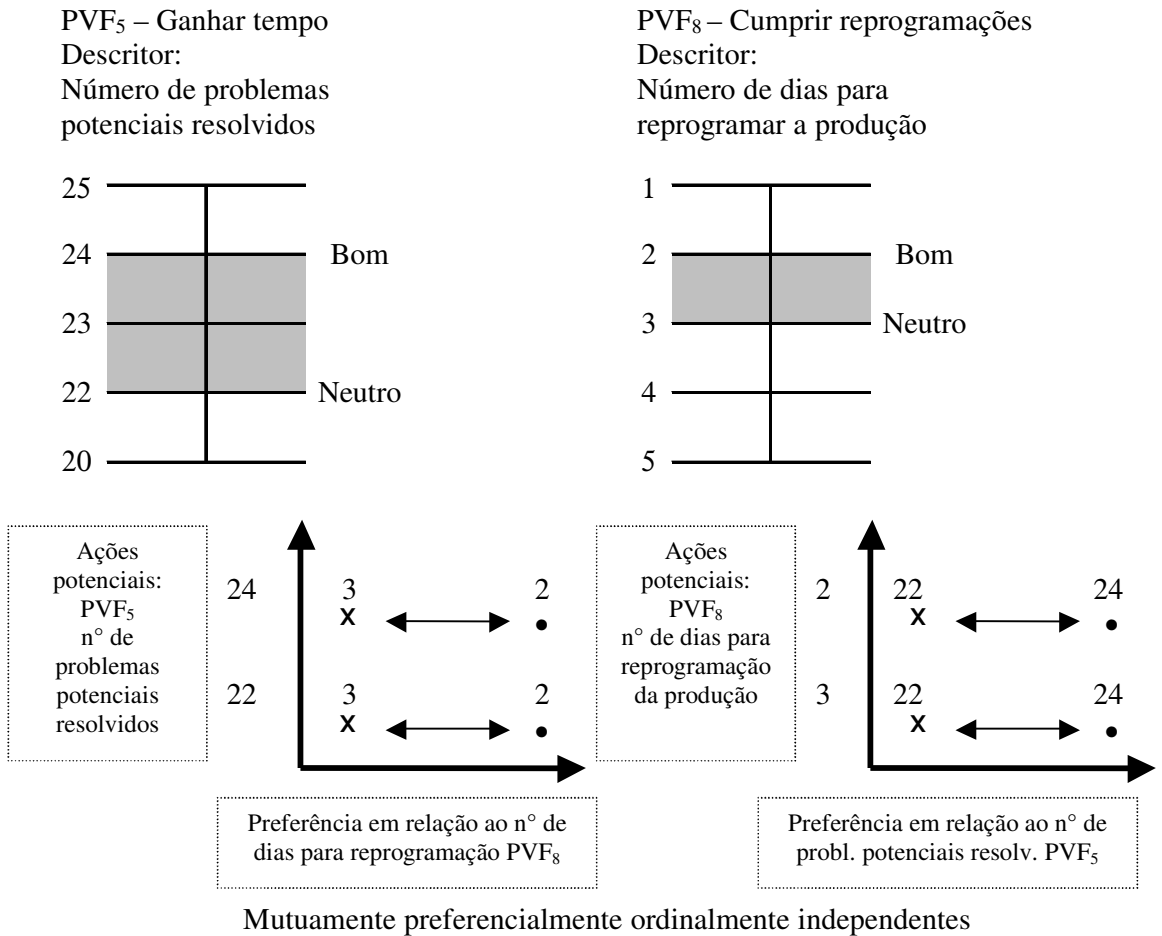 PVF₅ – Ganhar tempo
Descritor:
Número de problemas
potenciais resolvidos
25
24 Bom
23
22 Neutro
20
PVF₈ – Cumprir reprogramações
Descritor:
Número de dias para
reprogramar a produção
1
2 Bom
3 Neutro
4
5
Ações
potenciais:
PVF₅
n° de
problemas
potenciais
resolvidos
24 3 2
x
22 3 2
x
Preferência em relação ao n° de
dias para reprogramação PVF₈
Ações
potenciais:
PVF₈
n° de dias para
reprogramação
da produção
2 22 24
x
3 22 24
x
Preferência em relação ao n° de
probl. potenciais resolv. PVF₅
Mutuamente preferencialmente ordinalmente independentes